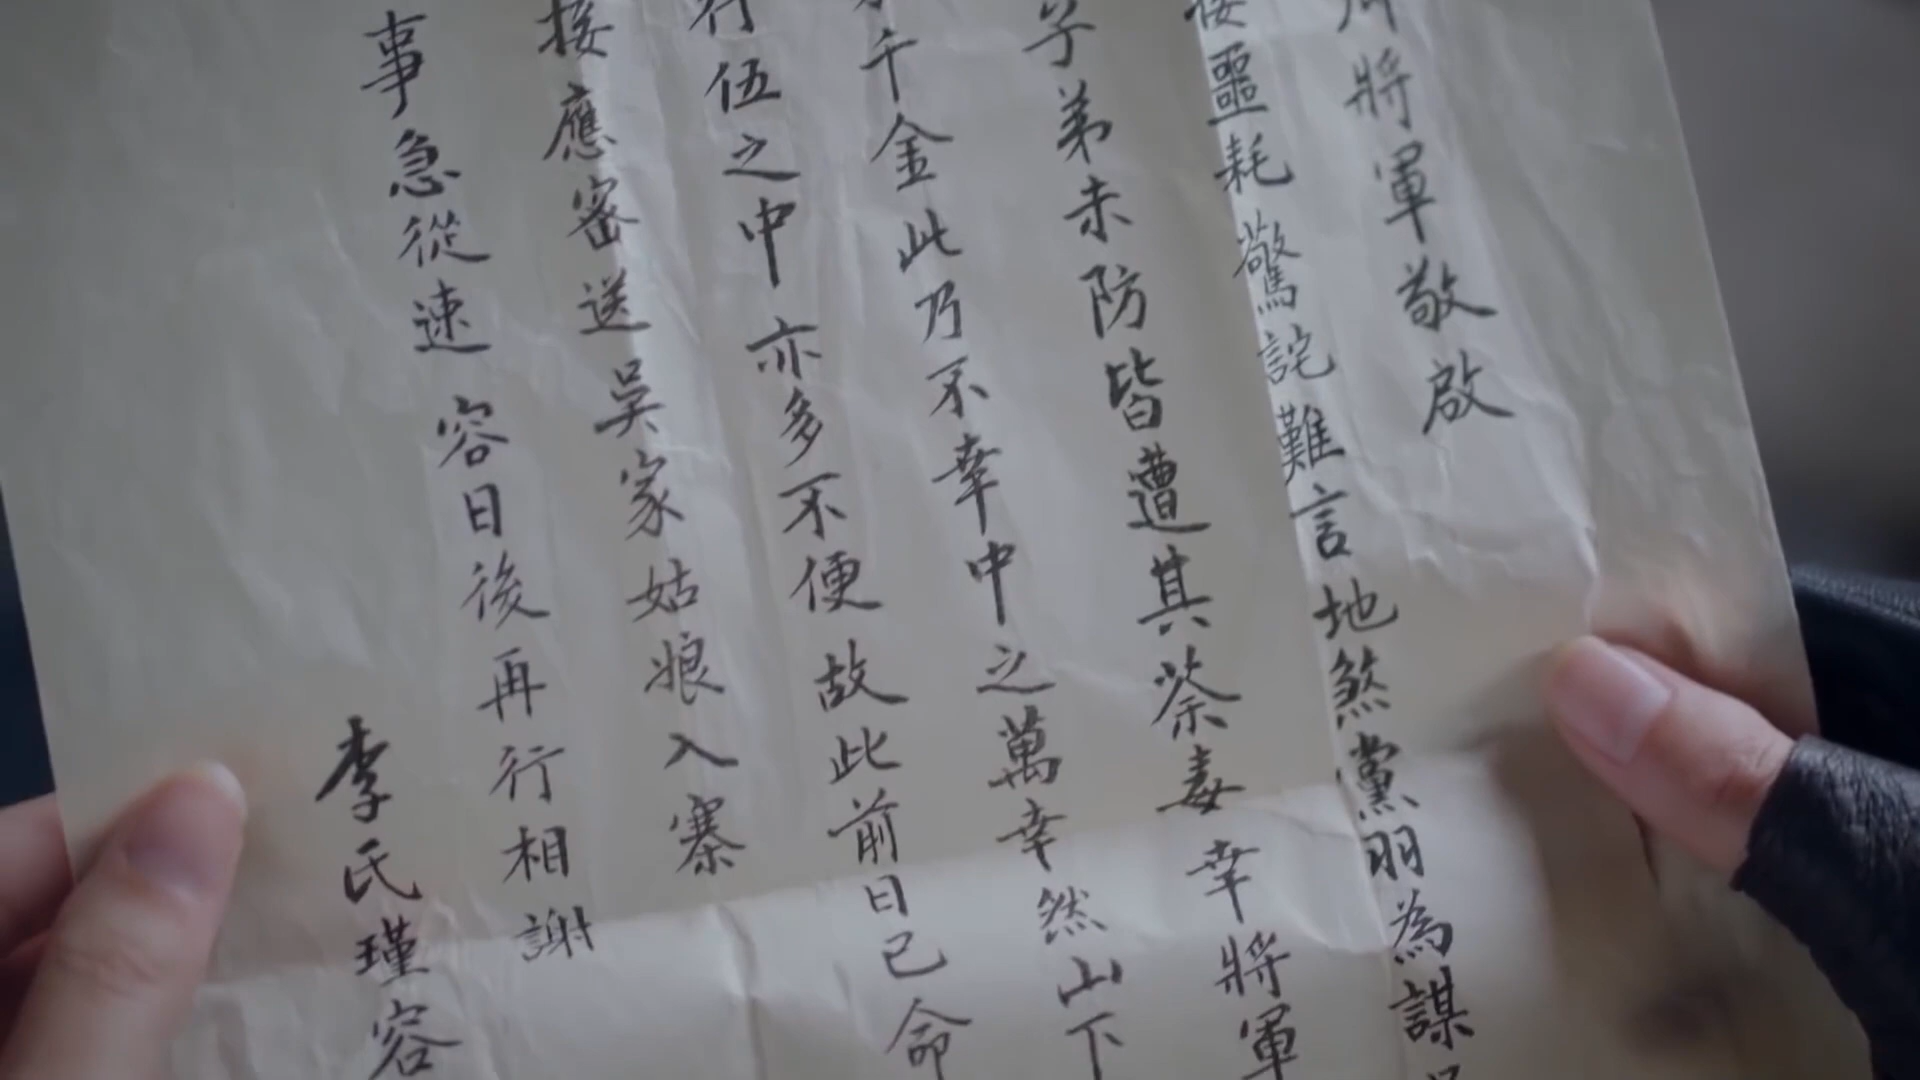 將軍敬啟
接噩耗驚詫難言地煞黨羽為謀
子弟未防皆遭其荼毒幸將軍
千金此乃不幸中之萬幸然山下
行伍之中亦多不便故此前日已命
接應密送吳家姑娘入寨
事急從速容日後再行相謝
李氏瑾容